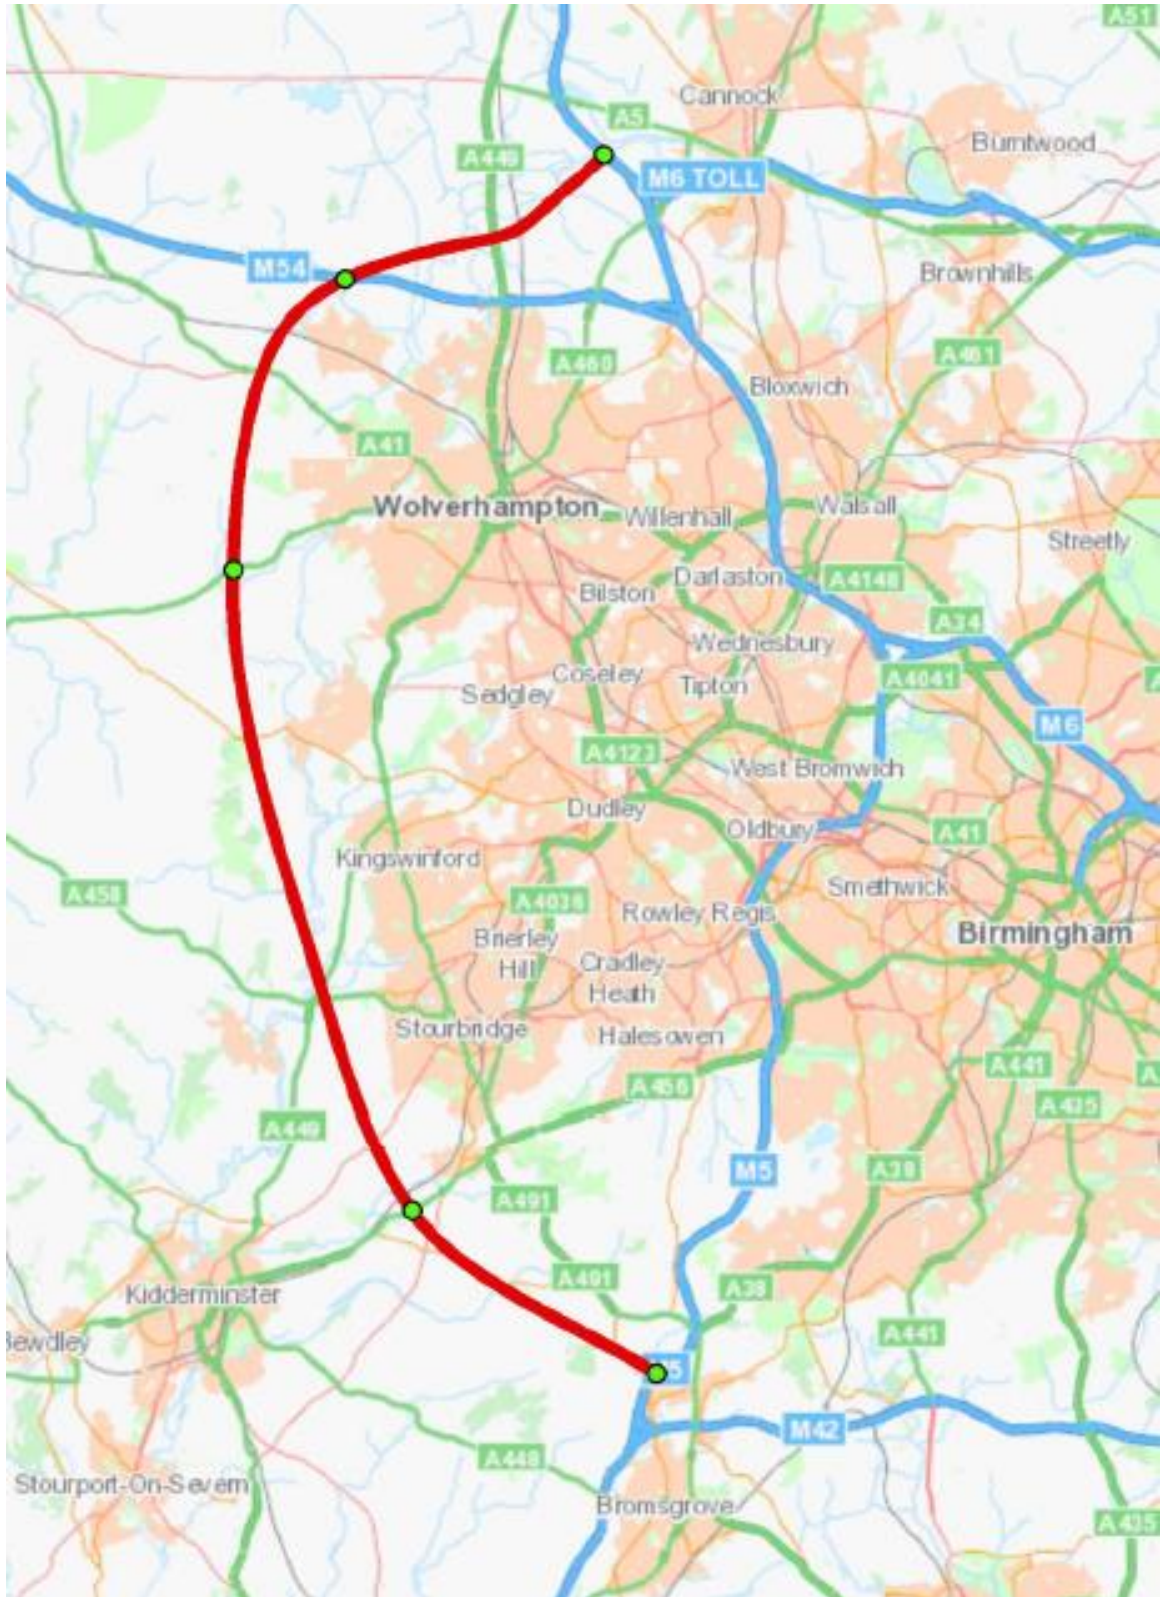 A51
Cannock
A5
Burntwood
A449
M6 TOLL
M54
Brownhills
A460
A461
Bloxwich
A41
Wolverhampton
Willenhall
Walsall
Streetly
Darlaston
A4148
Bilston
A34
Wednesbury
Coseley
A4041
Sedgley
Tipton
M6
A4123
West Bromwich
Dudley
Oldbury
A41
Kingswinford
A458
Smethwick
A4036
Rowley Regis
Birmingham
Brierley
Hill
Cradley
Heath
Stourbridge
Halesowen
A441
A456
A435
A449
M5
A38
A491
A491
A38
Kidderminster
A441
Bewdley
M42
A448
Stourport-On-Severn
Bromsgrove
A435